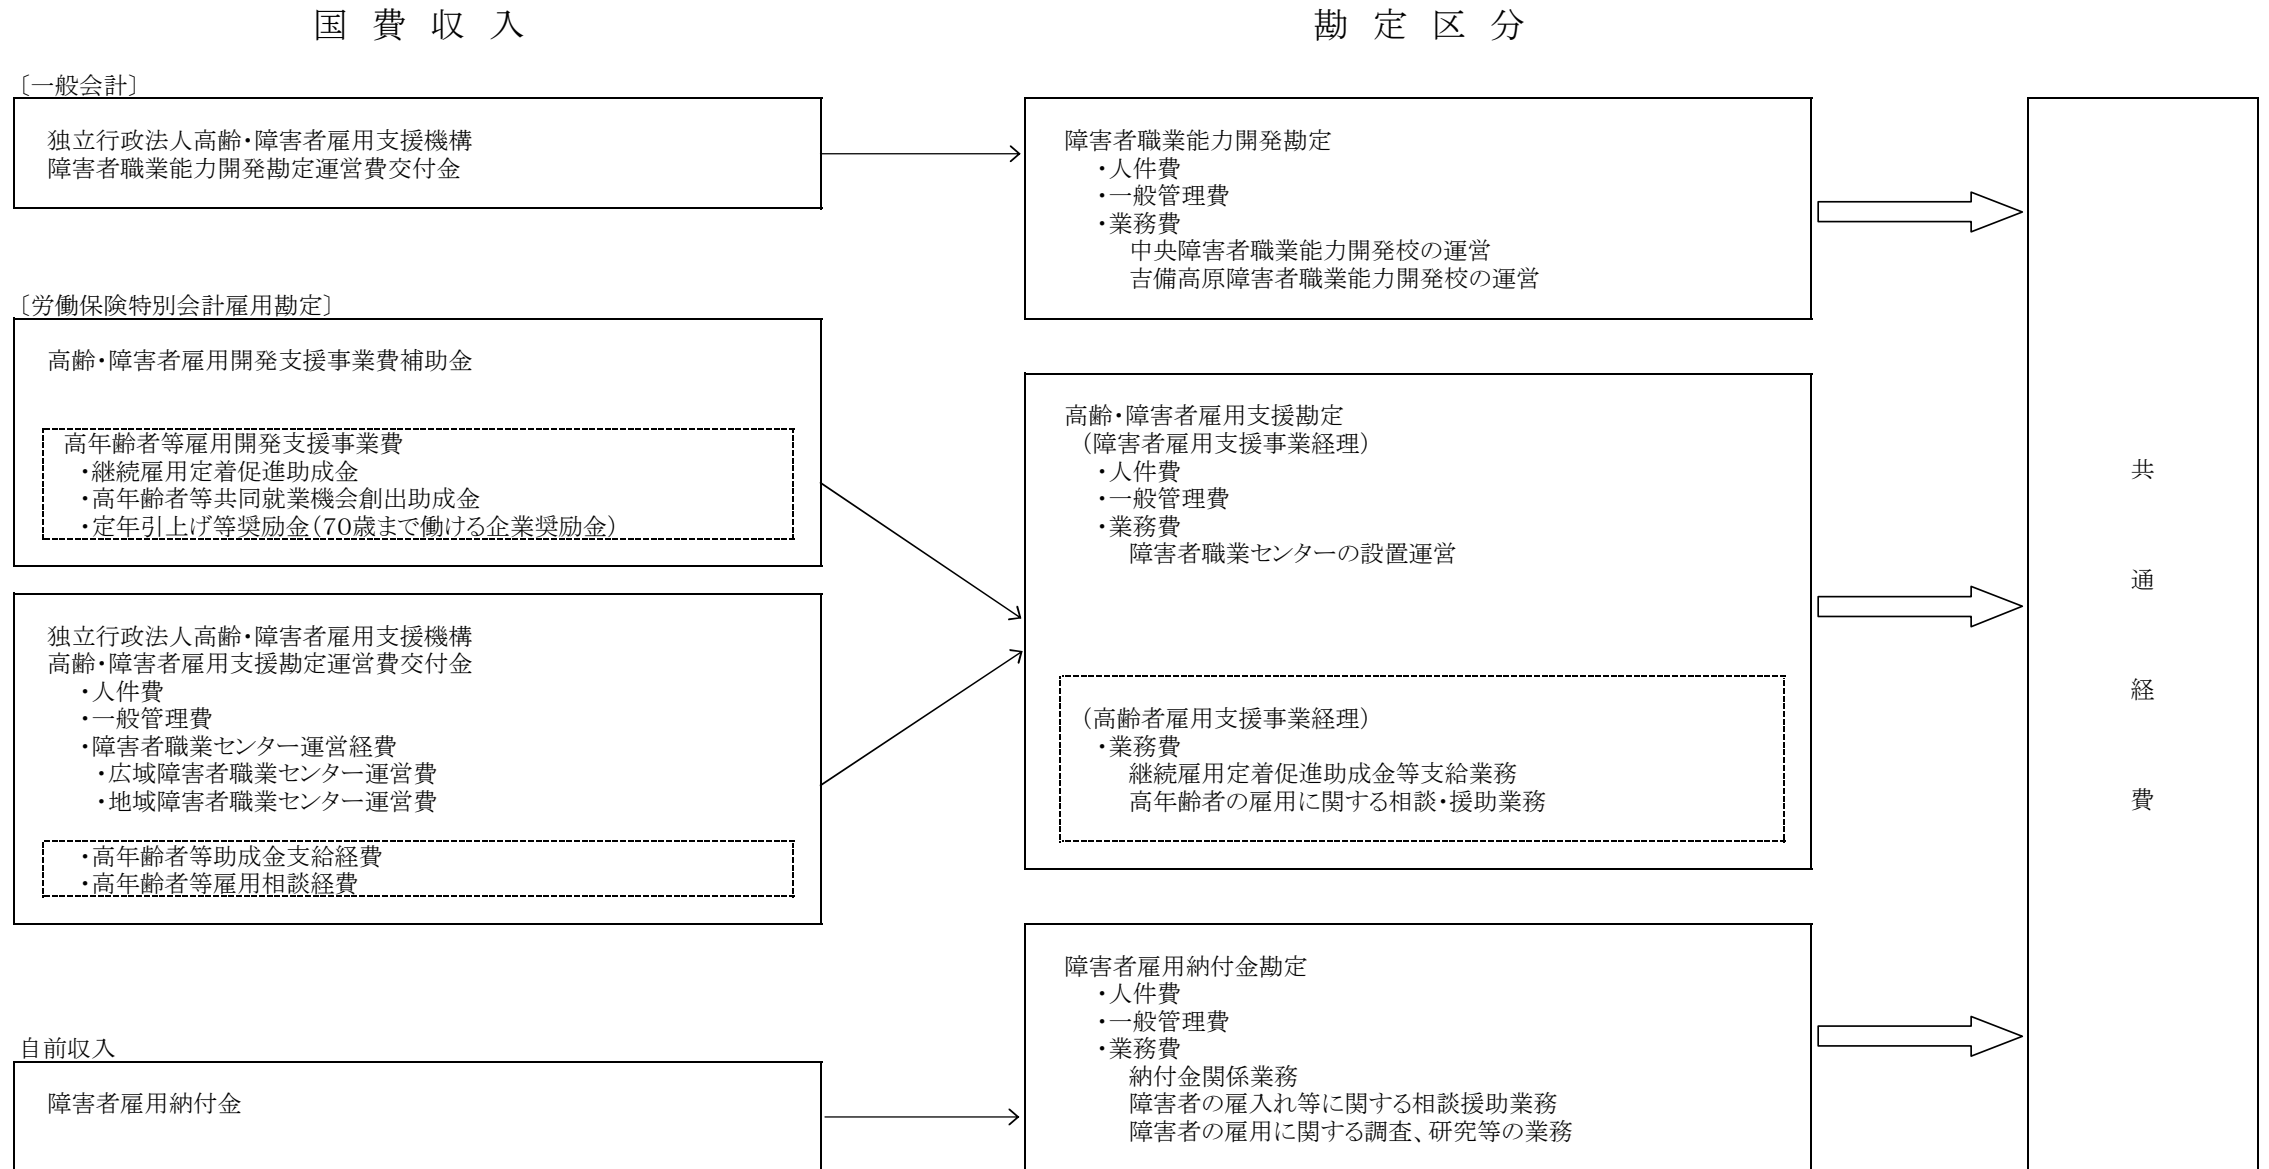 国費収入
勘定区分
〔一般会計〕
独立行政法人高齢・障害者雇用支援機構
障害者職業能力開発勘定運営費交付金
〔労働保険特別会計雇用勘定〕
高齢・障害者雇用開発支援事業費補助金
高年齢者等雇用開発支援事業費
・継続雇用定着促進助成金
・高年齢者等共同就業機会創出助成金
・定年引上げ等奨励金（70歳まで働ける企業奨励金）
独立行政法人高齢・障害者雇用支援機構
高齢・障害者雇用支援勘定運営費交付金
・人件費
・一般管理費
・障害者職業センター運営経費
・広域障害者職業センター運営費
・地域障害者職業センター運営費
・高年齢者等助成金支給経費
・高年齢者等雇用相談経費
自前収入
障害者雇用納付金
障害者職業能力開発勘定
・人件費
・一般管理費
・業務費
中央障害者職業能力開発校の運営
吉備高原障害者職業能力開発校の運営
高齢・障害者雇用支援勘定
（障害者雇用支援事業経理）
・人件費
・一般管理費
・業務費
障害者職業センターの設置運営
（高齢者雇用支援事業経理）
・業務費
継続雇用定着促進助成金等支給業務
高年齢者の雇用に関する相談・援助業務
障害者雇用納付金勘定
・人件費
・一般管理費
・業務費
納付金関係業務
障害者の雇入れ等に関する相談援助業務
障害者の雇用に関する調査、研究等の業務
共
通
経
費